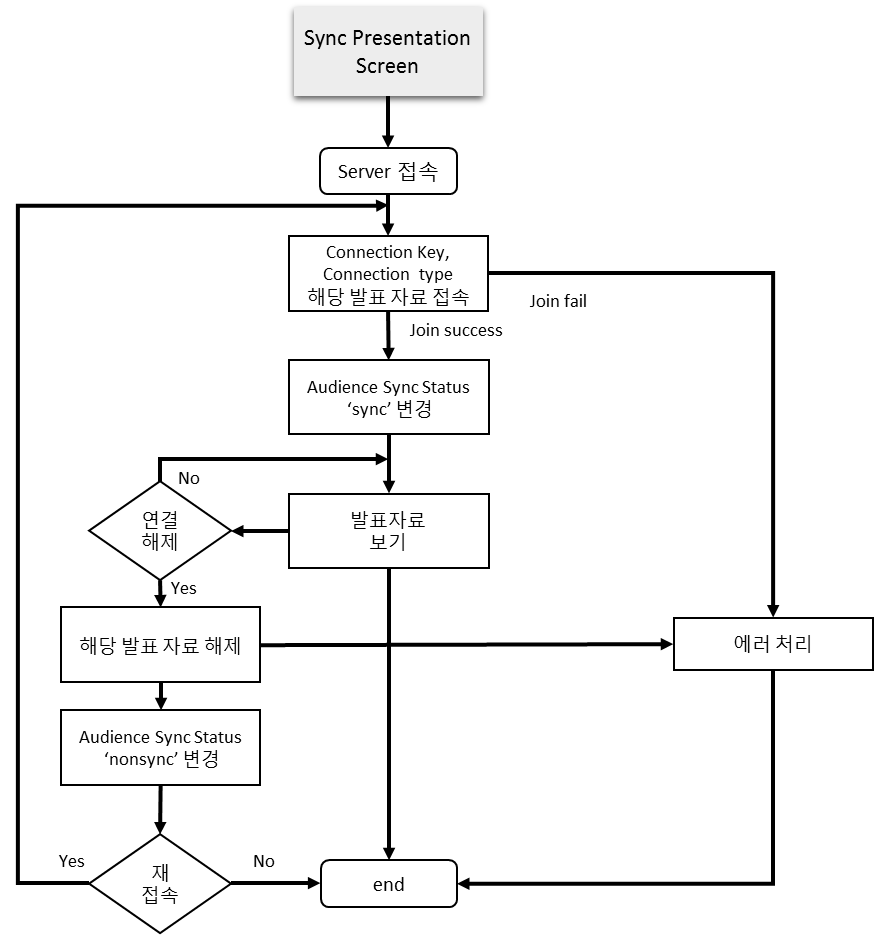 Sync Presentation
Screen
Server 접속
Connection Key,
Connection type
해당 발표 자료 접속
Join fail
Join success
Audience Sync Status
‘sync’ 변경
No
연결
해제
발표자료
보기
Yes
해당 발표 자료 해제
에러 처리
Audience Sync Status
‘nonsync’ 변경
Yes
재
접속
No
end